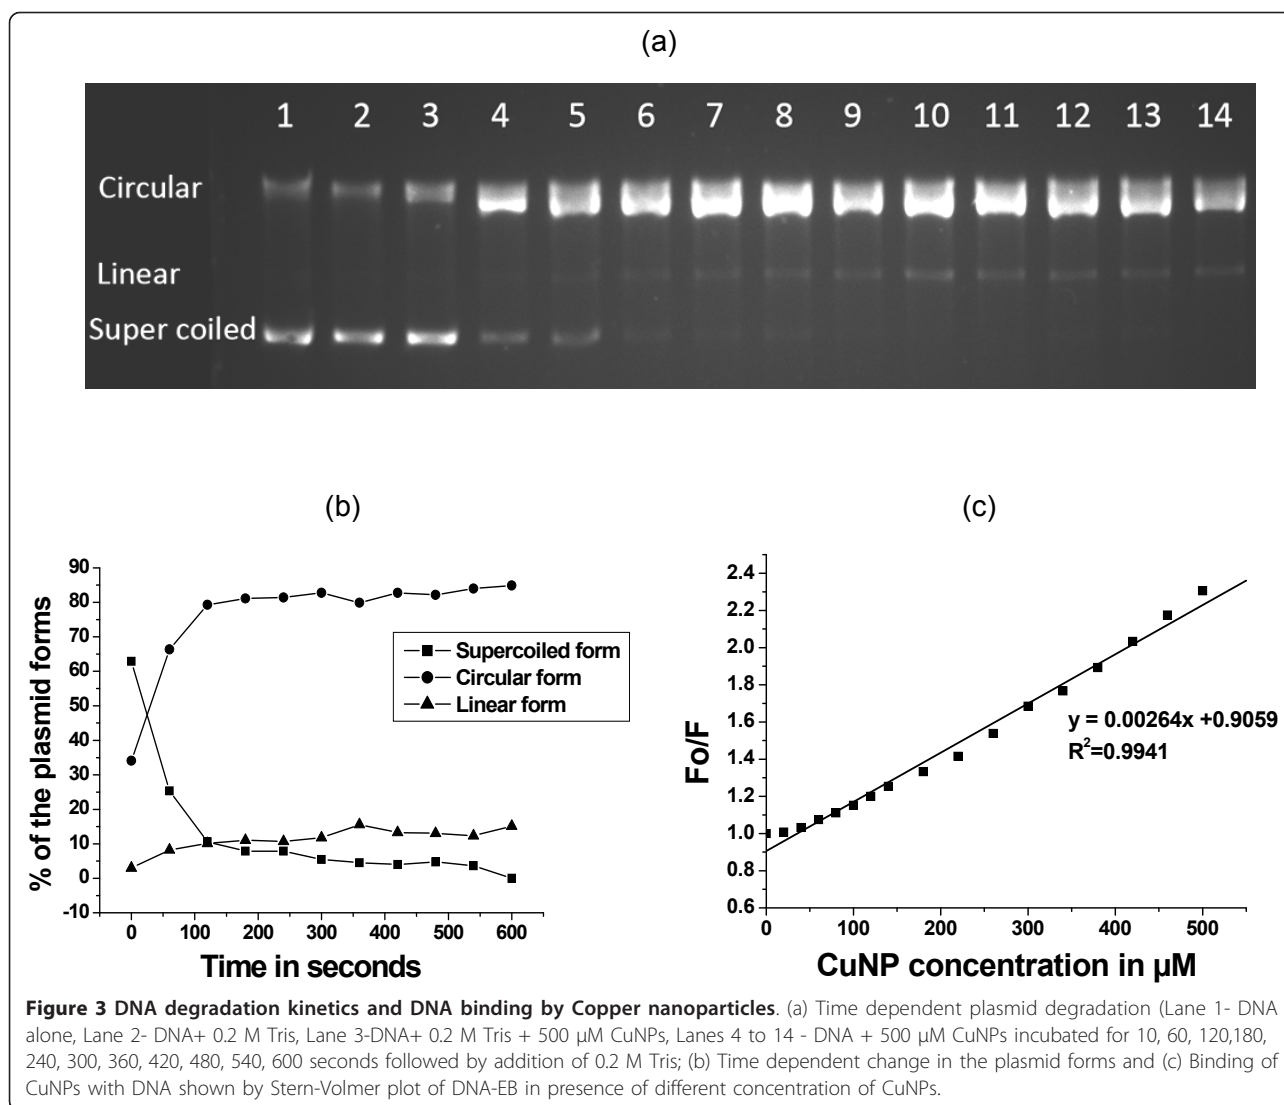 (a)
1 2 3 4 5 6 7 8 9 10 11 12 13 14
Circular
Linear
Super coiled
(b)
% of the plasmid forms
90
80
70
60
50
40
30
20
10
0
-10
Supercoiled form
Circular form
Linear form
0 100 200 300 400 500 600
Time in seconds
(c)
Fo/F
2.4
2.2
2.0
1.8
1.6
1.4
1.2
1.0
0.8
0.6
y = 0.00264x +0.9059
R²=0.9941
0 100 200 300 400 500
CuNP concentration in µM
Figure 3 DNA degradation kinetics and DNA binding by Copper nanoparticles. (a) Time dependent plasmid degradation (Lane 1- DNA
alone, Lane 2- DNA+ 0.2 M Tris, Lane 3-DNA+ 0.2 M Tris + 500 µM CuNPs, Lanes 4 to 14 - DNA + 500 µM CuNPs incubated for 10, 60, 120,180,
240, 300, 360, 420, 480, 540, 600 seconds followed by addition of 0.2 M Tris; (b) Time dependent change in the plasmid forms and (c) Binding of
CuNPs with DNA shown by Stern-Volmer plot of DNA-EB in presence of different concentration of CuNPs.